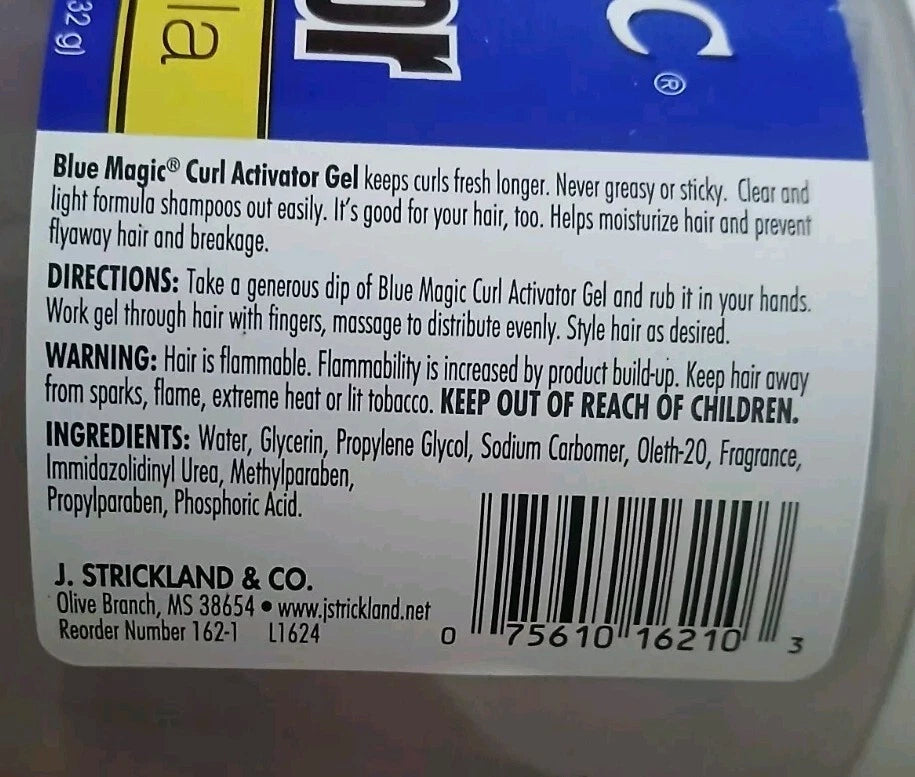 32 g)
la
or
C®
Blue Magic® Curl Activator Gel keeps curls fresh longer. Never greasy or sticky. Clear and
light formula shampoos out easily. It's good for your hair, too. Helps moisturize hair and prevent
flyaway hair and breakage.
DIRECTIONS: Take a generous dip of Blue Magic Curl Activator Gel and rub it in your hands.
Work gel through hair with fingers, massage to distribute evenly. Style hair as desired.
WARNING: Hair is flammable. Flammability is increased by product build-up. Keep hair away
from sparks, flame, extreme heat or lit tobacco. KEEP OUT OF REACH OF CHILDREN.
INGREDIENTS: Water, Glycerin, Propylene Glycol, Sodium Carbomer, Oleth-20, Fragrance,
Immidazolidinyl Urea, Methylparaben,
Propylparaben, Phosphoric Acid.
J. STRICKLAND & CO.
Olive Branch, MS 38654 • www.jstrickland.net
Reorder Number 162-1 L1624
0 75610 16210 3